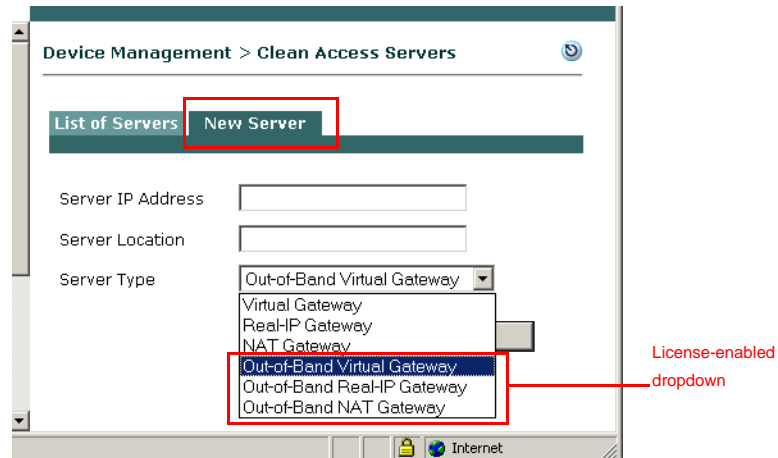 Device Management > Clean Access Servers
List of Servers
New Server
Server IP Address
Server Location
Server Type
Out-of-Band Virtual Gateway
Virtual Gateway
Real-IP Gateway
NAT Gateway
Out-of-Band Virtual Gateway
Out-of-Band Real-IP Gateway
Out-of-Band NAT Gateway
License-enabled
dropdown
Internet